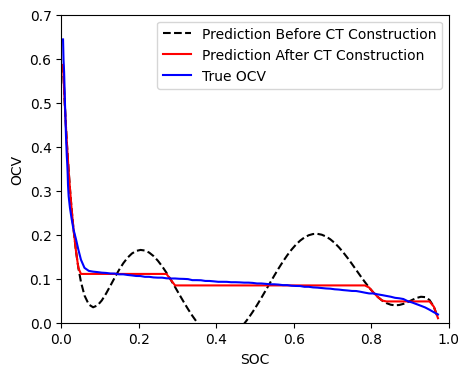 0.7
0.6
0.5
0.4
0.3
0.2
0.1
0.0
OCV
Prediction Before CT Construction
Prediction After CT Construction
True OCV
0.0 0.2 0.4 0.6 0.8 1.0
SOC